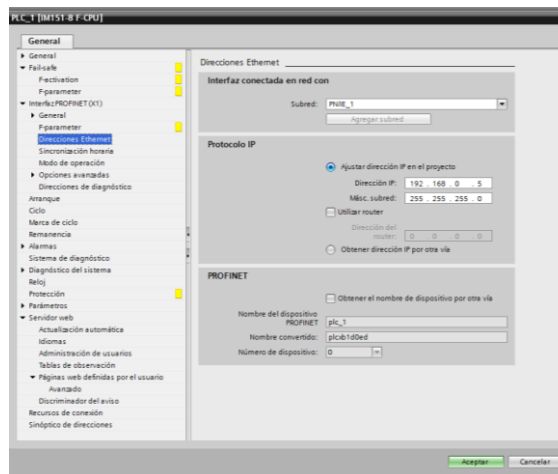 PLC_1 [IM151-8 F-CPU]
General
General
Fail-safe
F-activation
F-parameter
Interfaz PROFINET (X1)
General
F-parameter
Direcciones Ethernet
Sincronización horaria
Modo de operación
Opciones avanzadas
Direcciones de diagnóstico
Arranque
Ciclo
Marca de ciclo
Remanencia
Alarmas
Sistema de diagnóstico
Diagnóstico del sistema
Reloj
Protección
Parámetros
Servidor web
Actualización automática
Idiomas
Administración de usuarios
Tablas de observación
Páginas web definidas por el usuario
Avanzado
Discriminador del aviso
Recursos de conexión
Sinóptico de direcciones
Direcciones Ethernet
Interfaz conectada en red con
Subred: PN/IE_1
Agregar subred
Protocolo IP
Ajustar dirección IP en el proyecto
Dirección IP: 192 . 168 . 0 . 5
Másc. subred: 255 . 255 . 255 . 0
Utilizar router
Dirección del
router: 0 . 0 . 0 . 0
Obtener dirección IP por otra vía
PROFINET
Obtener el nombre de dispositivo por otra vía
Nombre del dispositivo
PROFINET plc_1
Nombre convertido: plcxb1d0ed
Número de dispositivo: 0
Aceptar Cancelar